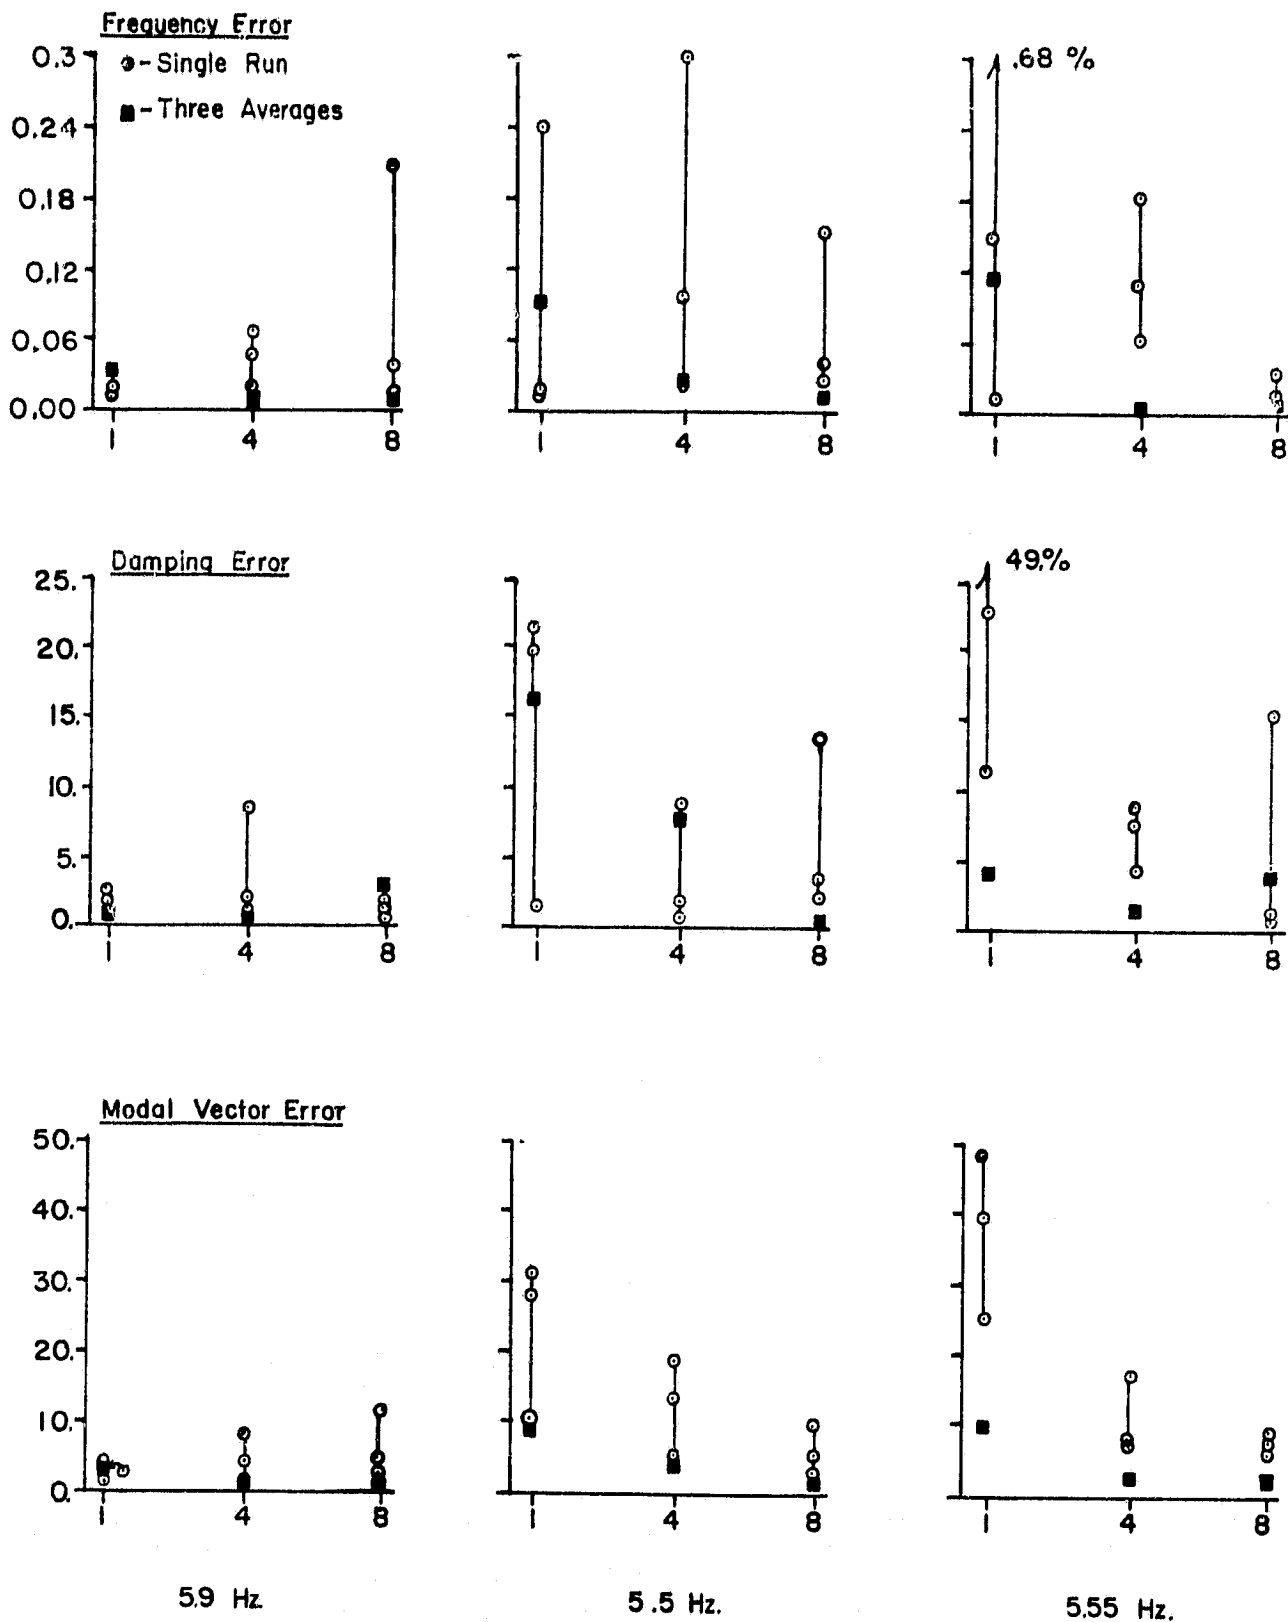 Frequency Error
0.3
- Single Run
.68 %
- Three Averages
0.24
0.18
0.12
0.06
0.00
1 4 8
1 4 8
1 4 8
Damping Error
49.%
25.
20.
15.
10.
5.
0.
1 4 8
1 4 8
1 4 8
Modal Vector Error
50.
40.
30.
20.
10.
0.
1 4 8
1 4 8
1 4 8
5.9 Hz.
5.5 Hz.
5.55 Hz.